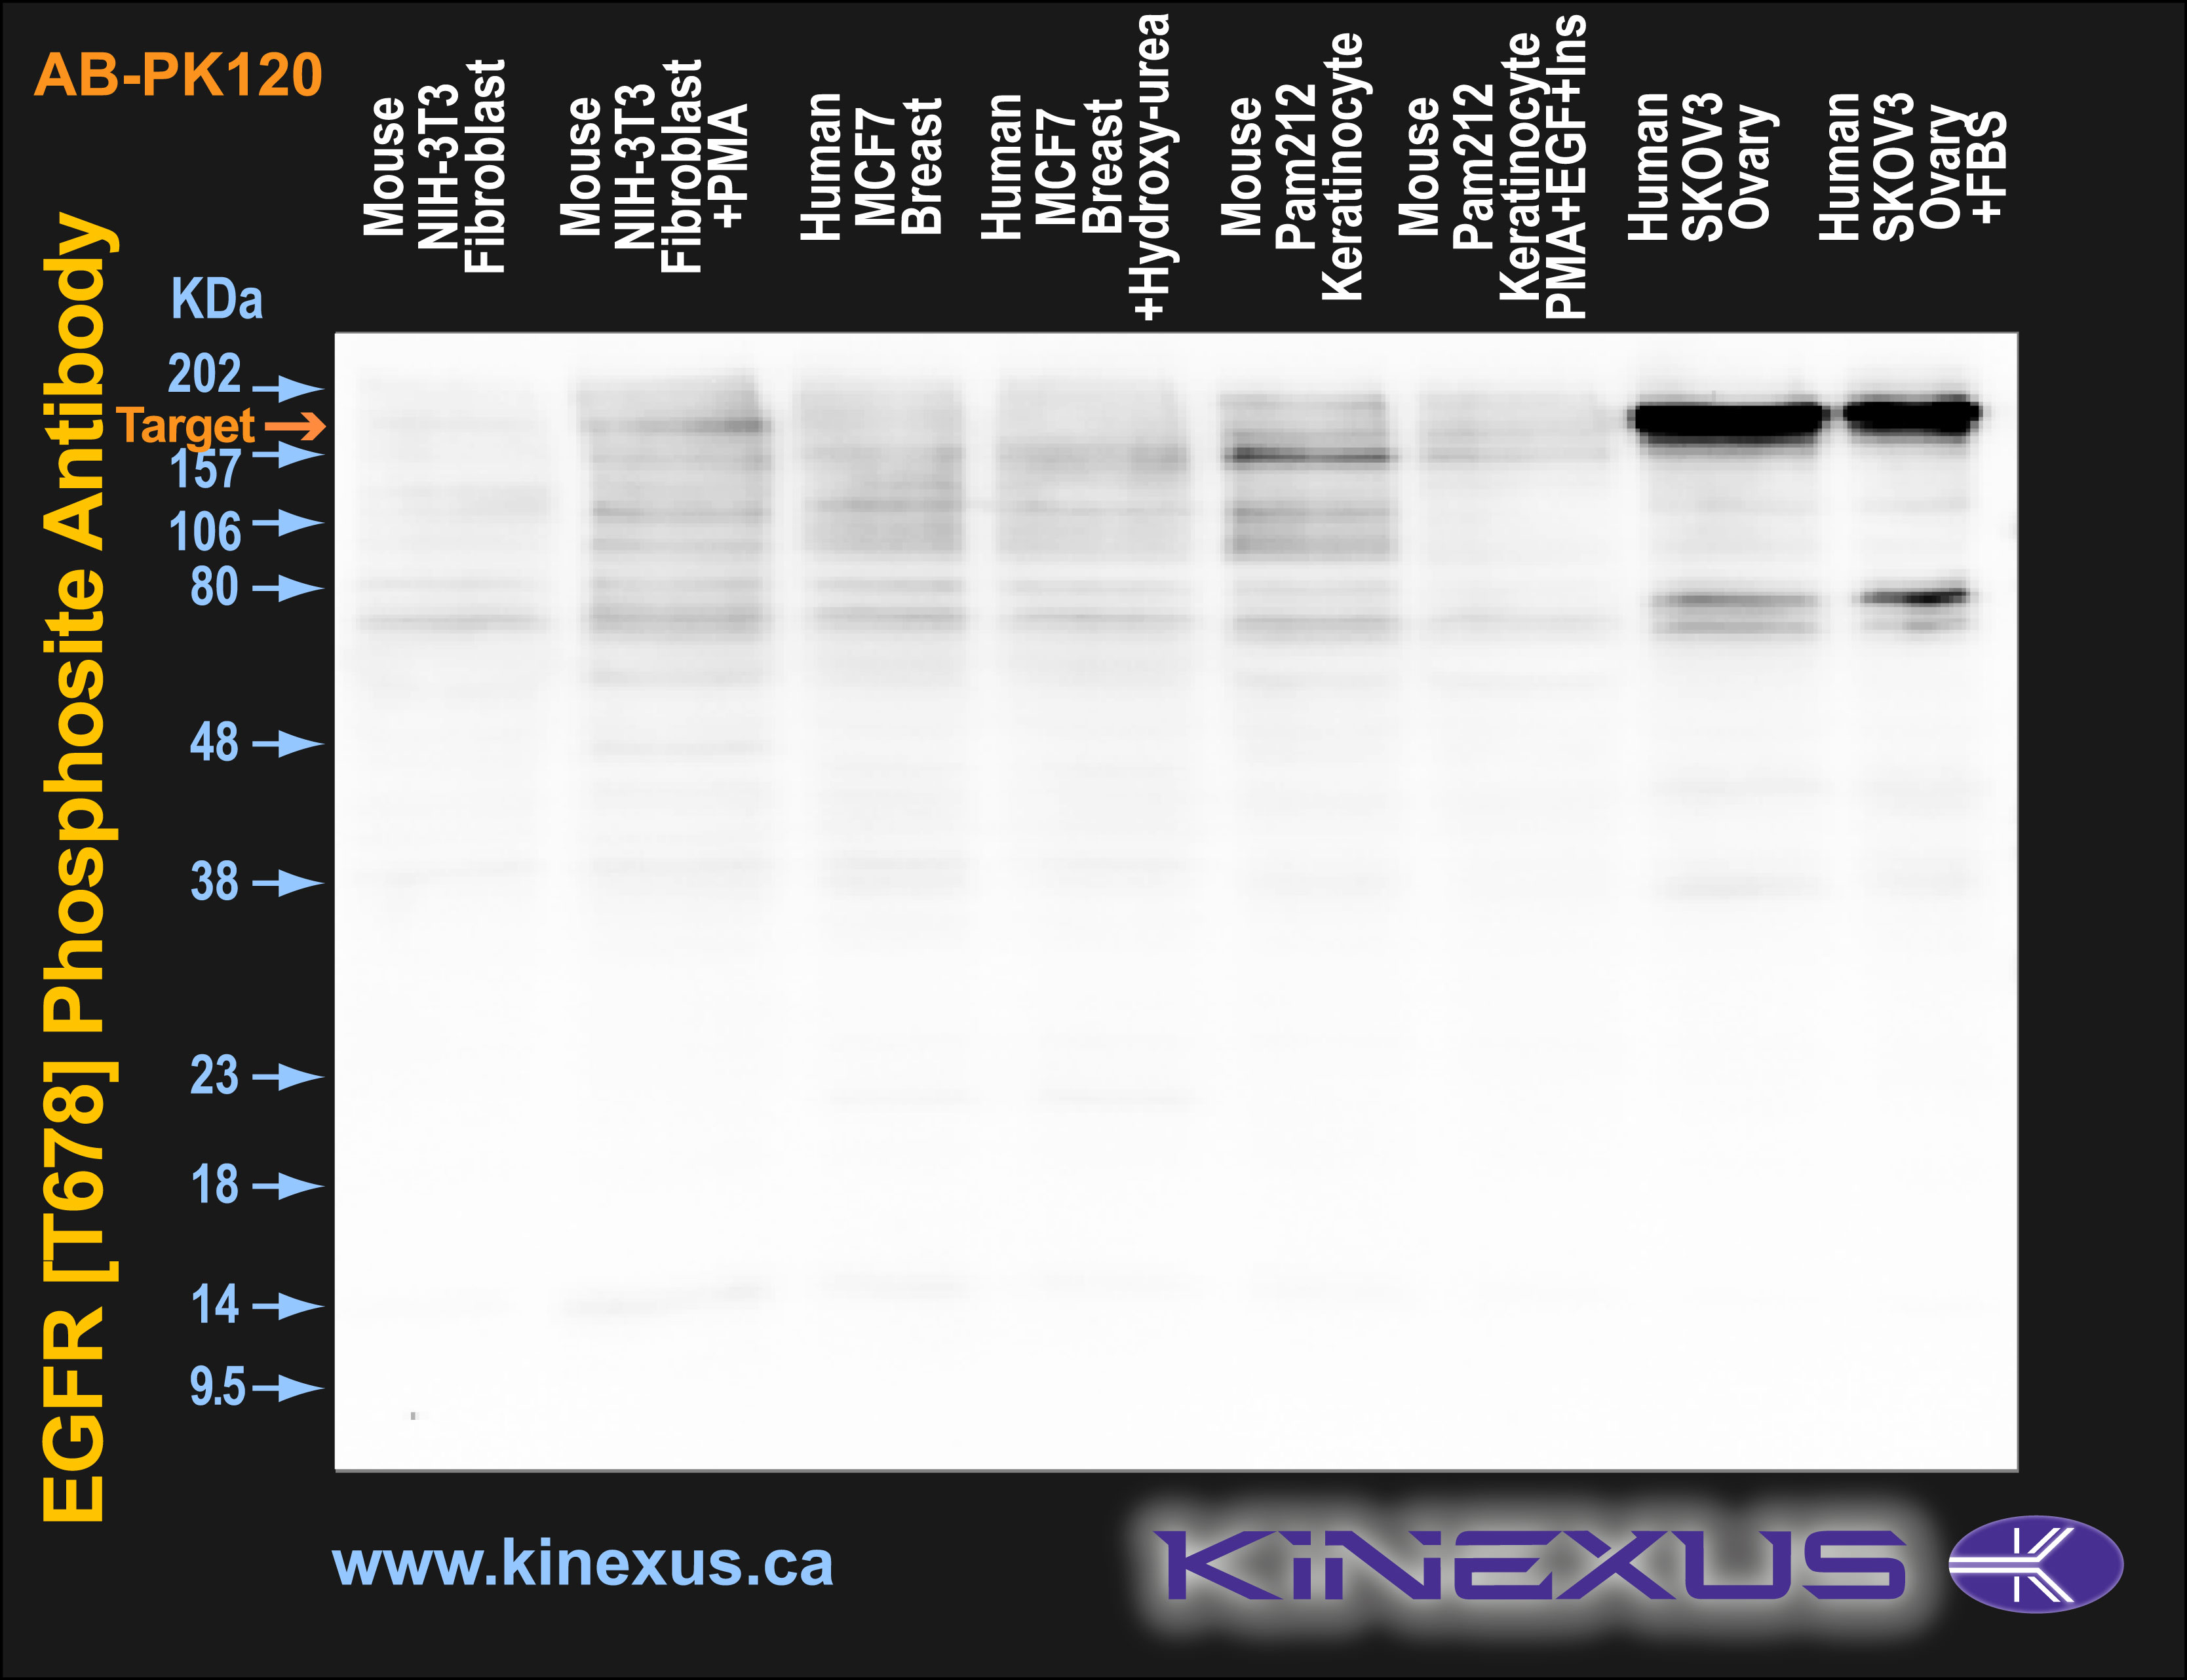 AB-PK120
EGFR [T678] Phosphosite Antibody
Mouse
NIH-3T3
Fibroblast
Mouse
NIH-3T3
Fibroblast
+PMA
Human
MCF7
Breast
Human
MCF7
Breast
+Hydroxy-urea
Mouse
Pam212
Keratinocyte
Mouse
Pam212
Keratinocyte
PMA+EGF+Ins
Human
SKOV3
Ovary
Human
SKOV3
Ovary
+FBS
KDa
202
Target
157
106
80
48
38
23
18
14
9.5
www.kinexus.ca
KiNEXUS